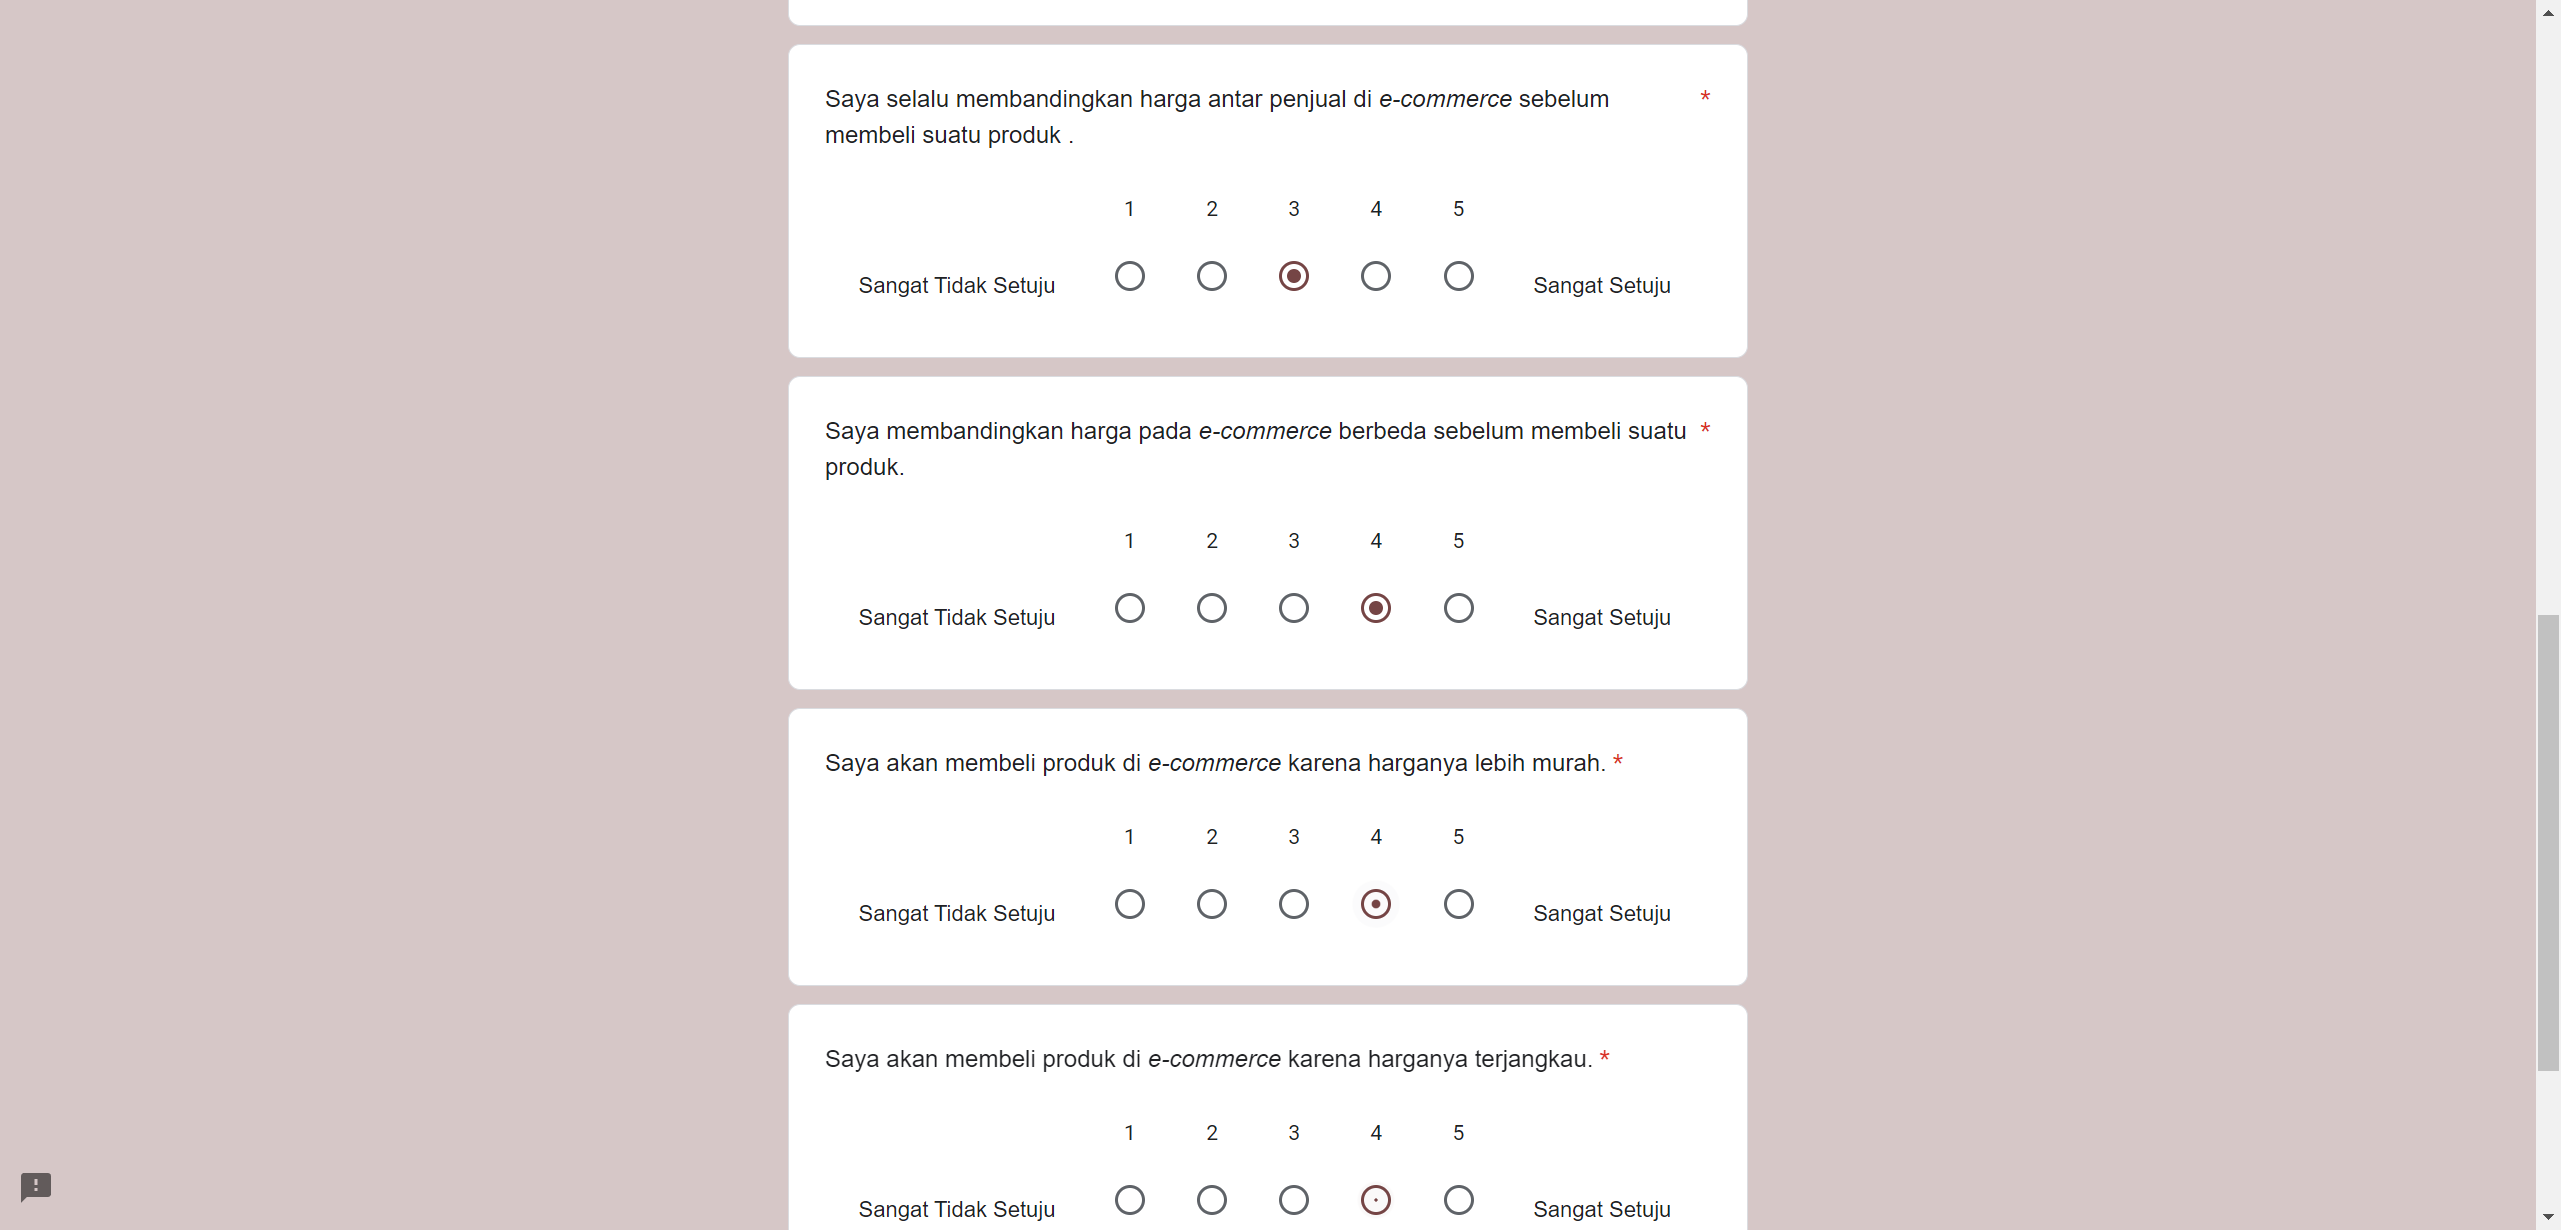 Saya selalu membandingkan harga antar penjual di e-commerce sebelum *
membeli suatu produk .
1 2 3 4 5
Sangat Tidak Setuju Sangat Setuju
Saya membandingkan harga pada e-commerce berbeda sebelum membeli suatu *
produk.
1 2 3 4 5
Sangat Tidak Setuju Sangat Setuju
Saya akan membeli produk di e-commerce karena harganya lebih murah. *
1 2 3 4 5
Sangat Tidak Setuju Sangat Setuju
Saya akan membeli produk di e-commerce karena harganya terjangkau. *
1 2 3 4 5
Sangat Tidak Setuju Sangat Setuju